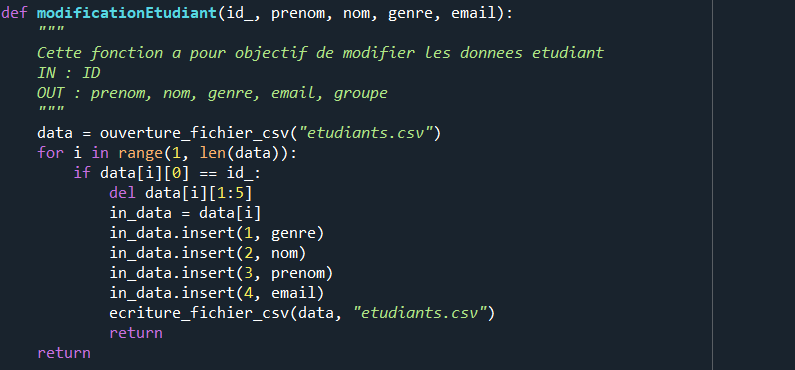 def modificationEtudiant(id_, prenom, nom, genre, email):
    """
    Cette fonction a pour objectif de modifier les donnees etudiant
    IN : ID
    OUT : prenom, nom, genre, email, groupe
    """
    data = ouverture_fichier_csv("etudiants.csv")
    for i in range(1, len(data)):
        if data[i][0] == id_:
            del data[i][1:5]
            in_data = data[i]
            in_data.insert(1, genre)
            in_data.insert(2, nom)
            in_data.insert(3, prenom)
            in_data.insert(4, email)
            ecriture_fichier_csv(data, "etudiants.csv")
            return
    return